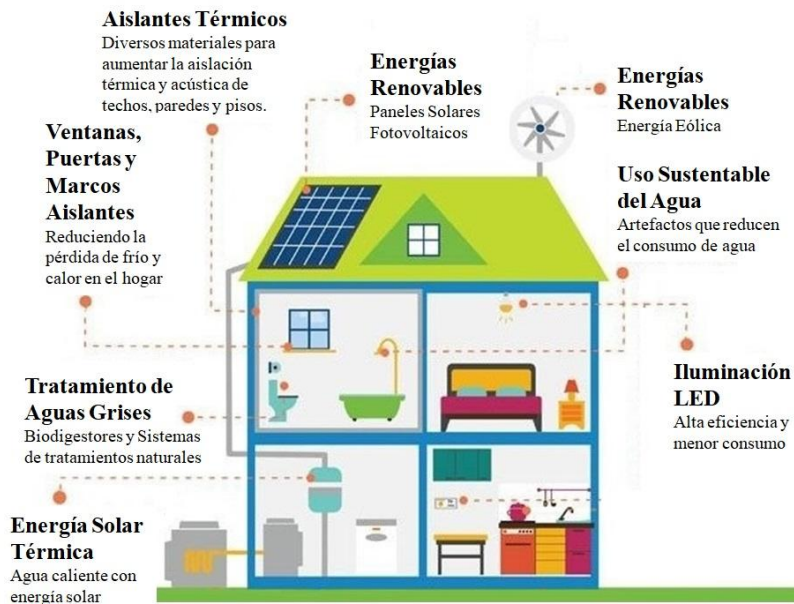 Aislantes Térmicos
Diversos materiales para
aumentar la aislación
térmica y acústica de
techos, paredes y pisos.
Energías
Renovables
Paneles Solares
Fotovoltaicos
Energías
Renovables
Energía Eólica
Ventanas,
Puertas y
Marcos
Aislantes
Reduciendo la
pérdida de frío y
calor en el hogar
Uso Sustentable
del Agua
Artefactos que reducen
el consumo de agua
Tratamiento de
Aguas Grises
Biodigestores y Sistemas
de tratamientos naturales
Iluminación
LED
Alta eficiencia y
menor consumo
Energía Solar
Térmica
Agua caliente con
energía solar